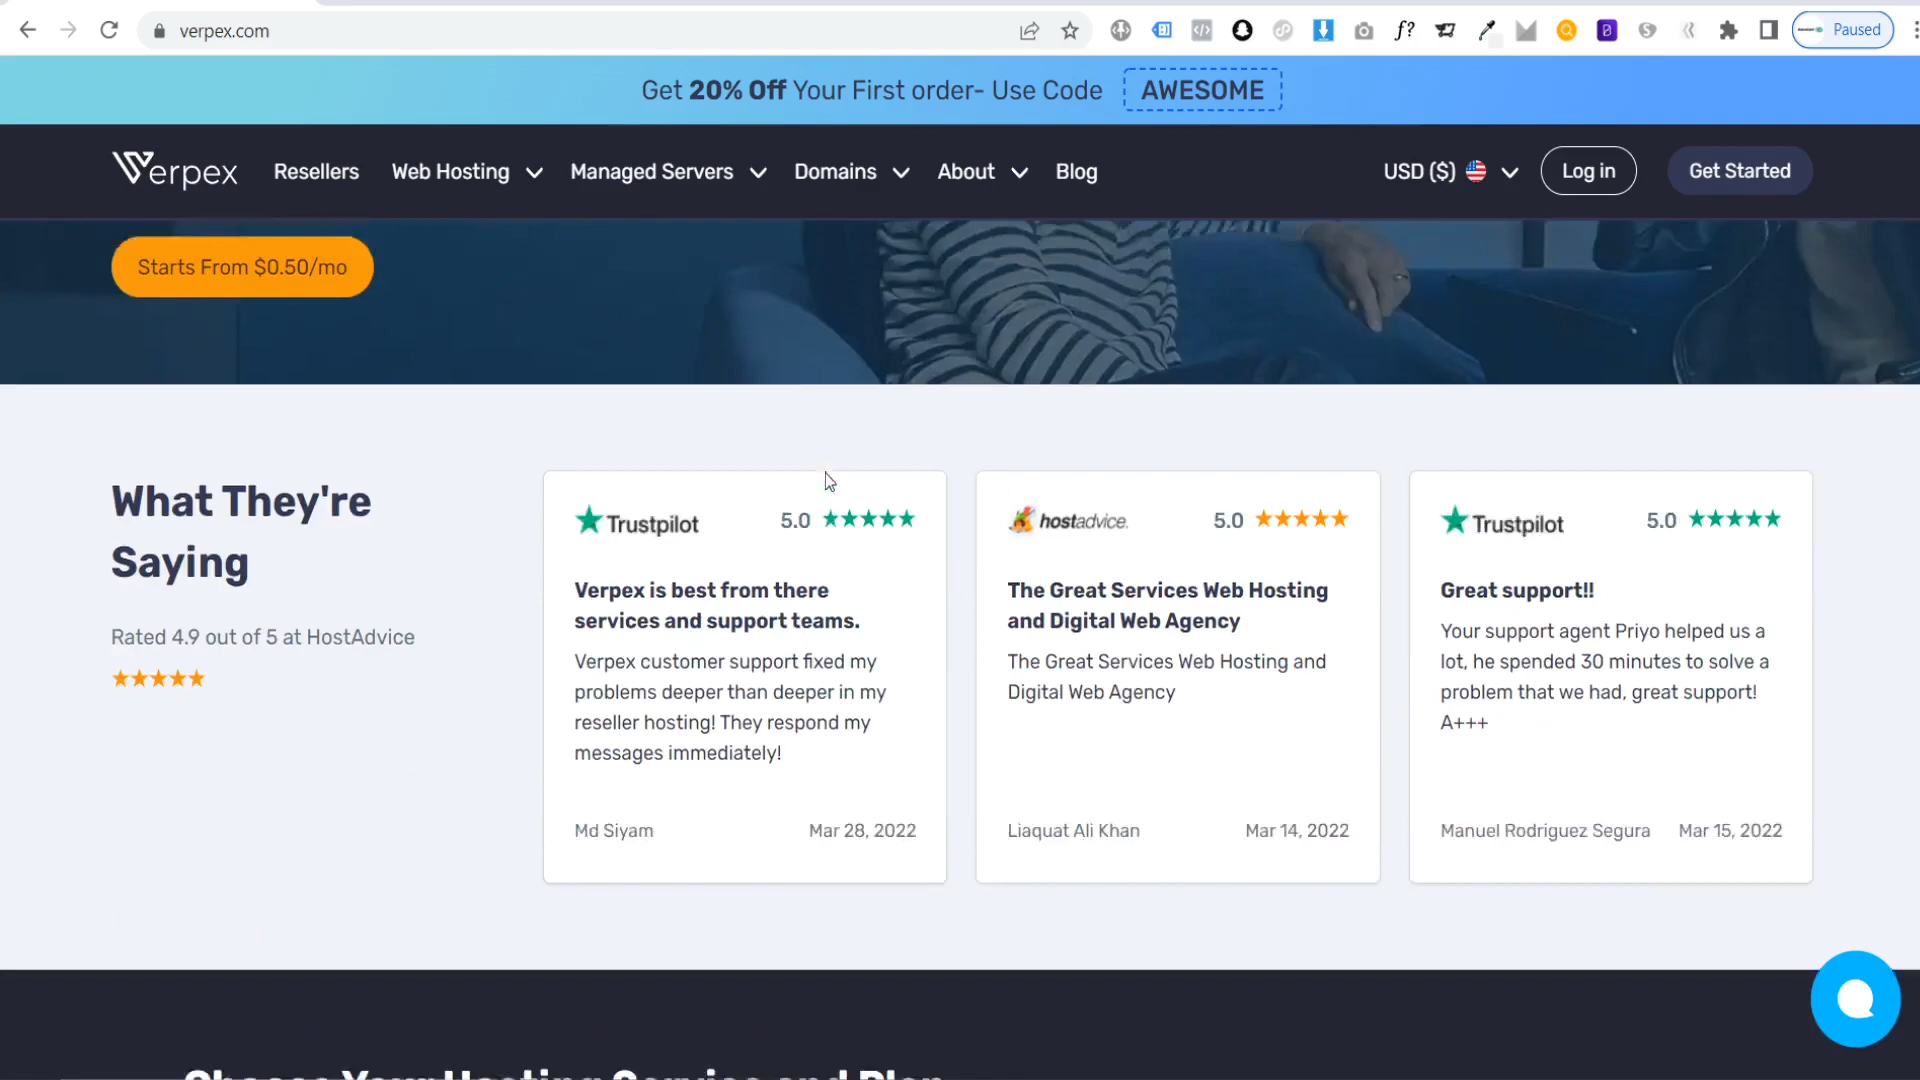 verpex.com
Paused
Get 20% Off Your First order- Use Code AWESOME
Verpex Resellers Web Hosting Managed Servers Domains About Blog USD ($) Log in Get Started
Starts From $0.50/mo
What They're
Saying
Rated 4.9 out of 5 at HostAdvice
Trustpilot 5.0
Verpex is best from there
services and support teams.
Verpex customer support fixed my
problems deeper than deeper in my
reseller hosting! They respond my
messages immediately!
Md Siyam Mar 28, 2022
hostadvice. 5.0
The Great Services Web Hosting
and Digital Web Agency
The Great Services Web Hosting and
Digital Web Agency
Liaquat Ali Khan Mar 14, 2022
Trustpilot 5.0
Great support!!
Your support agent Priyo helped us a
lot, he spended 30 minutes to solve a
problem that we had, great support!
A+++
Manuel Rodriguez Segura Mar 15, 2022
Choose Your Hosting Service and Plan